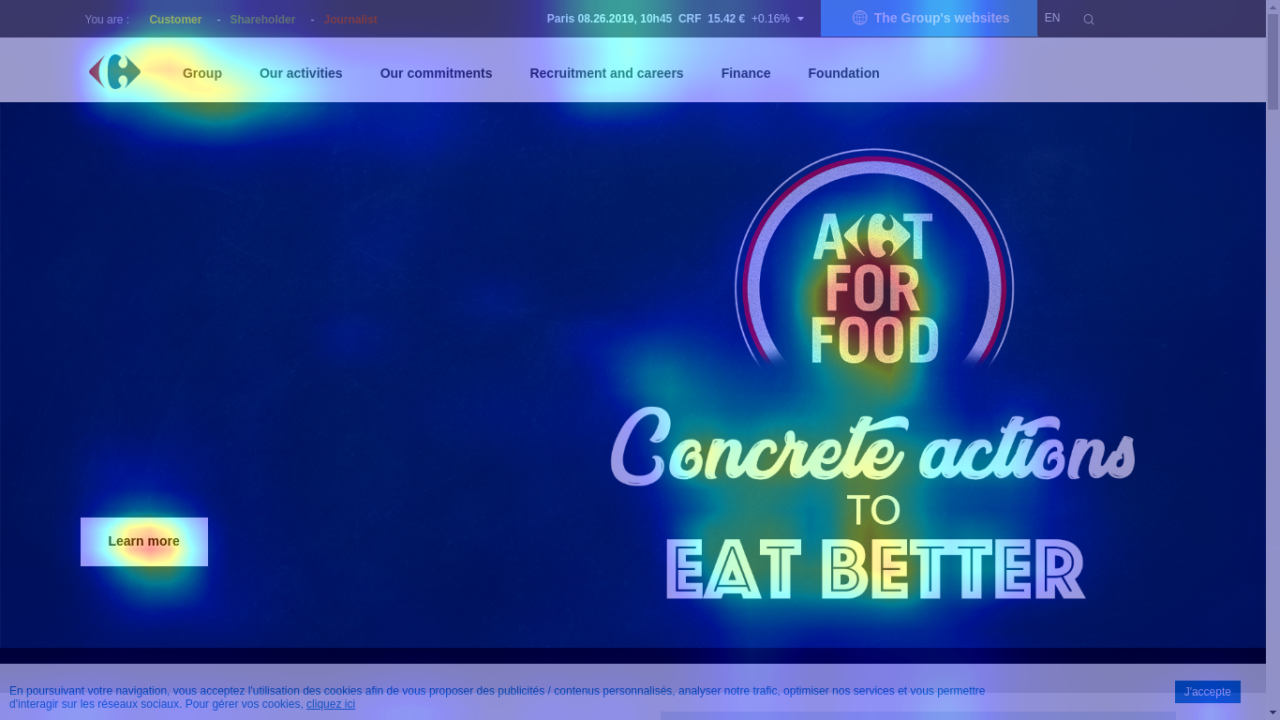 You are : Customer - Shareholder - Journalist Paris 08.26.2019, 10h45 CRF 15.42 € +0.16% The Group's websites EN
Group Our activities Our commitments Recruitment and careers Finance Foundation
ACT
FOR
FOOD
Concrete actions
TO
EAT BETTER
Learn more
En poursuivant votre navigation, vous acceptez l'utilisation des cookies afin de vous proposer des publicités / contenus personnalisés, analyser notre trafic, optimiser nos services et vous permettre
d'interagir sur les réseaux sociaux. Pour gérer vos cookies, cliquez ici
J'accepte